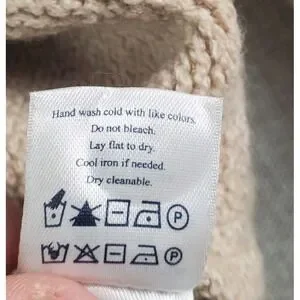 Hand wash cold with like colors.
Do not bleach.
Lay flat to dry.
Cool iron if needed.
Dry cleanable.
P
P